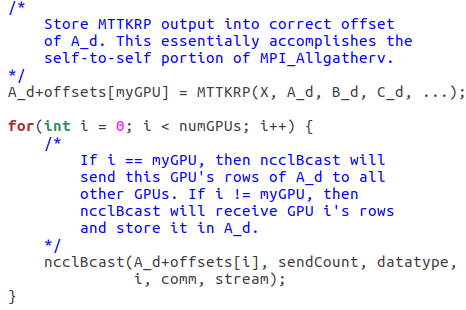 /*
Store MTTKRP output into correct offset
of A_d. This essentially accomplishes the
self-to-self portion of MPI_Allgatherv.
*/
A_d+offsets[myGPU] = MTTKRP(X, A_d, B_d, C_d, ...);
for(int i = 0; i < numGPUs; i++) {
/*
If i == myGPU, then ncclBcast will
send this GPU's rows of A_d to all
other GPUs. If i != myGPU, then
ncclBcast will receive GPU i's rows
and store it in A_d.
*/
ncclBcast(A_d+offsets[i], sendCount, datatype,
i, comm, stream);
}